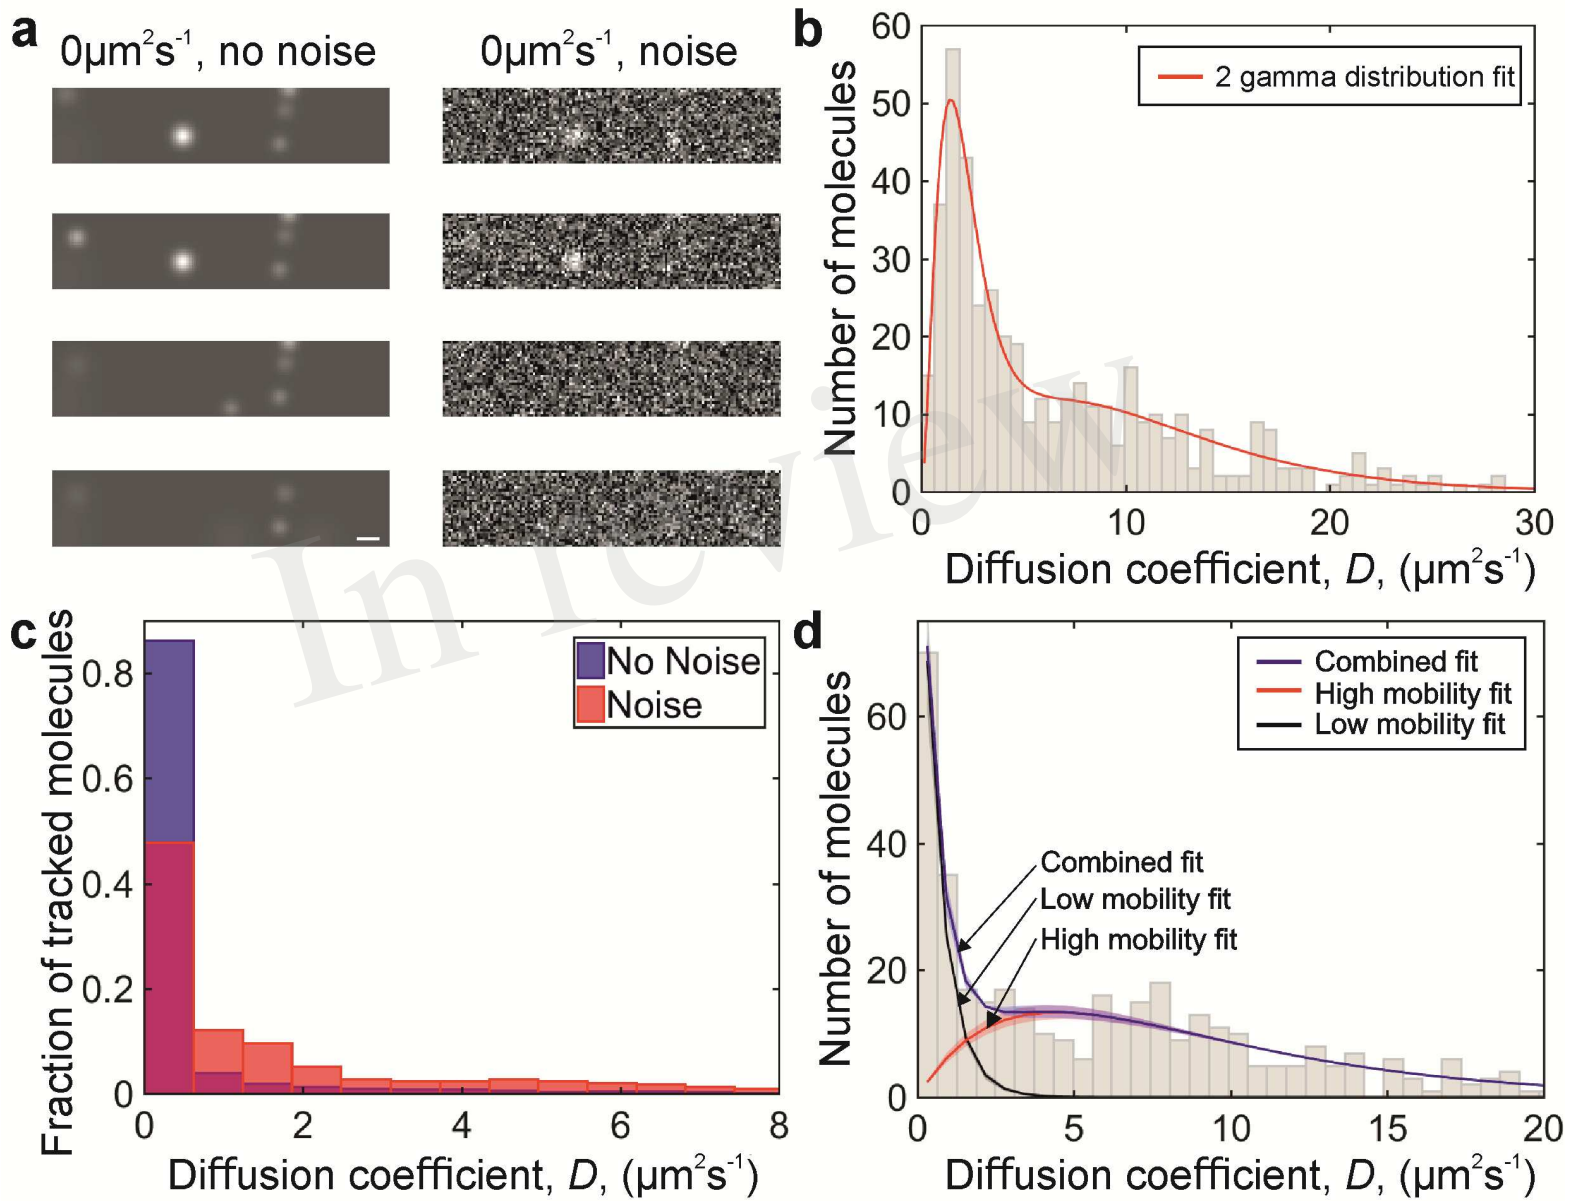 a
0µm²s⁻¹, no noise
0µm²s⁻¹, noise
b
60
50
40
30
20
10
0
0
10
20
30
Number of molecules
Diffusion coefficient, D, (µm²s⁻¹)
2 gamma distribution fit
c
0.8
0.6
0.4
0.2
0
0
2
4
6
8
Fraction of tracked molecules
Diffusion coefficient, D, (µm²s⁻¹)
No Noise
Noise
d
60
40
20
0
0
5
10
15
20
Number of molecules
Diffusion coefficient, D, (µm²s⁻¹)
Combined fit
High mobility fit
Low mobility fit
Combined fit
Low mobility fit
High mobility fit
In review